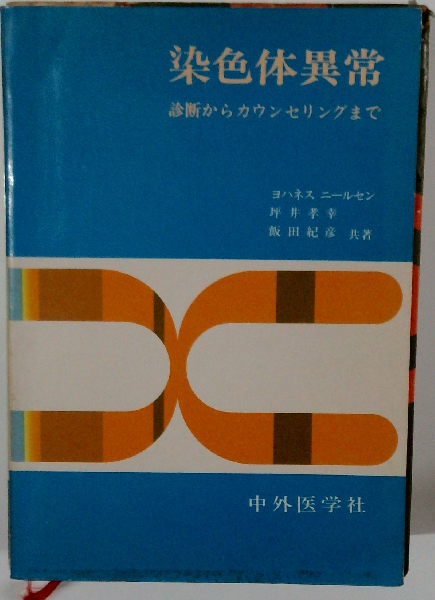 染色体異常
診断からカウンセリングまで
ヨハネス ニールセン
坪井孝幸
飯田紀彦 共著
中外医学社